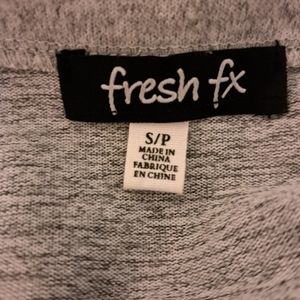 fresh fx
S/P
MADE IN
CHINA
FABRIQUE
EN CHINE